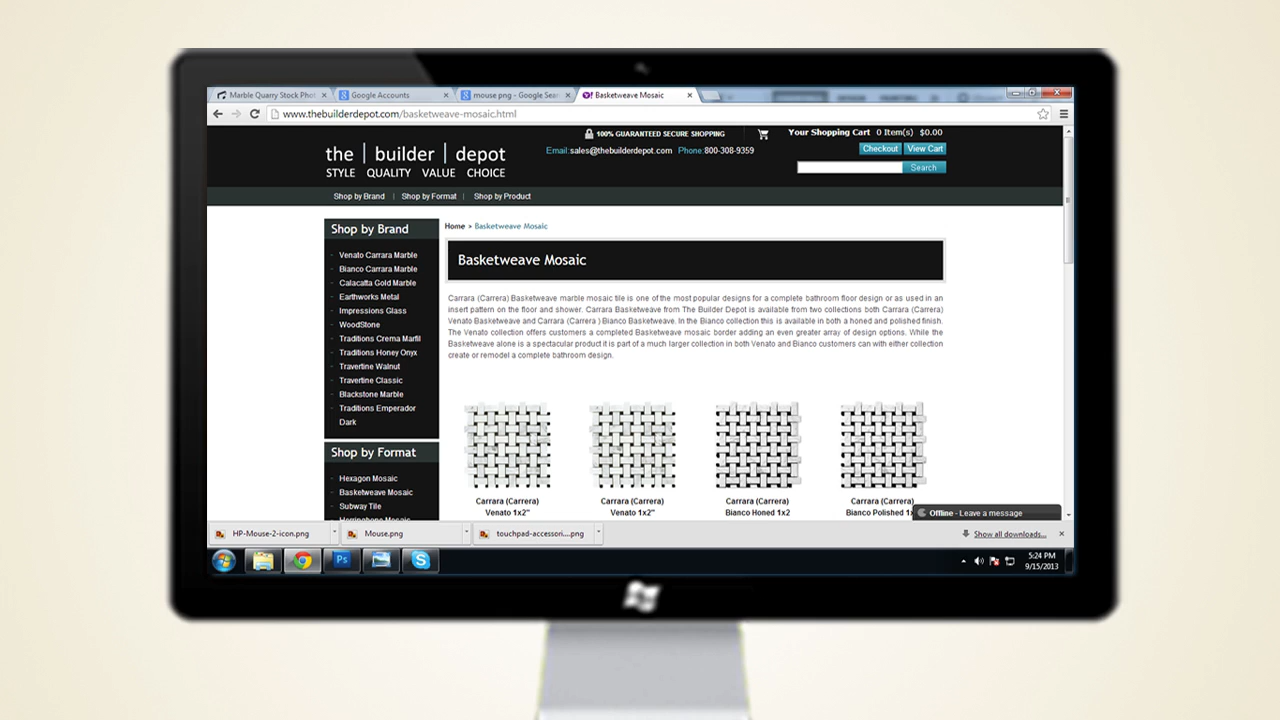 Marble Quarry Stock Phot
Google Accounts
mouse png - Google Sear
Basketweave Mosaic
www.thebuilderdepot.com/basketweave-mosaic.html
100% GUARANTEED SECURE SHOPPING
Your Shopping Cart 0 Item(s) $0.00
the | builder | depot
STYLE QUALITY VALUE CHOICE
Email:sales@thebuilderdepot.com Phone:800-308-9359
Checkout View Cart
Search
Shop by Brand | Shop by Format | Shop by Product
Shop by Brand
Venato Carrara Marble
Bianco Carrara Marble
Calacatta Gold Marble
Earthworks Metal
Impressions Glass
WoodStone
Traditions Crema Marfil
Traditions Honey Onyx
Travertine Walnut
Travertine Classic
Blackstone Marble
Traditions Emperador
Dark
Shop by Format
Hexagon Mosaic
Basketweave Mosaic
Subway Tile
Herringbone Mosaic
Home > Basketweave Mosaic
Basketweave Mosaic
Carrara (Carrera) Basketweave marble mosaic tile is one of the most popular designs for a complete bathroom floor design or as used in an
insert pattern on the floor and shower. Carrara Basketweave from The Builder Depot is available from two collections both Carrara (Carrera)
Venato Basketweave and Carrara (Carrera ) Bianco Basketweave. In the Bianco collection this is available in both a honed and polished finish.
The Venato collection offers customers a completed Basketweave mosaic border adding an even greater array of design options. While the
Basketweave alone is a spectacular product it is part of a much larger collection in both Venato and Bianco customers can with either collection
create or remodel a complete bathroom design.
Carrara (Carrera)
Venato 1x2"
Carrara (Carrera)
Venato 1x2"
Carrara (Carrera)
Bianco Honed 1x2
Carrara (Carrera)
Bianco Polished 1x
Offline - Leave a message
HP-Mouse-2-icon.png
Mouse.png
touchpad-accessori....png
Show all downloads...
Ps
5:24 PM
9/15/2013